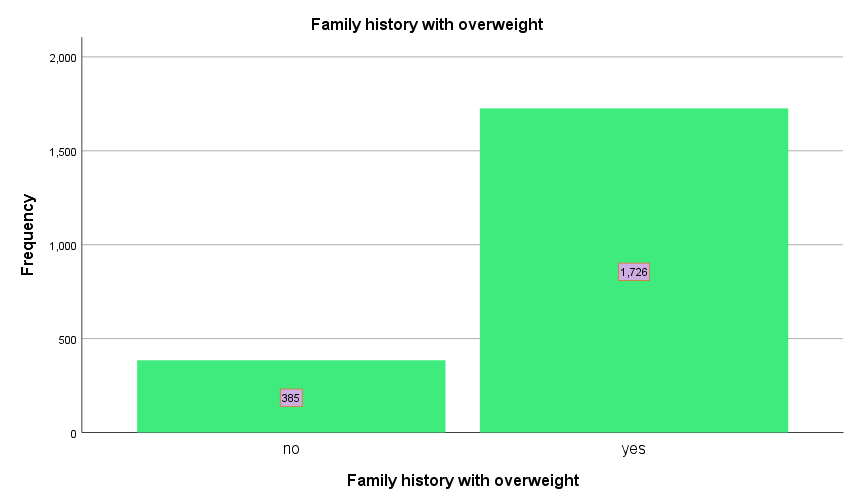 Family history with overweight
2,000
1,500
1,000
500
0
Frequency
385
1,726
no
yes
Family history with overweight